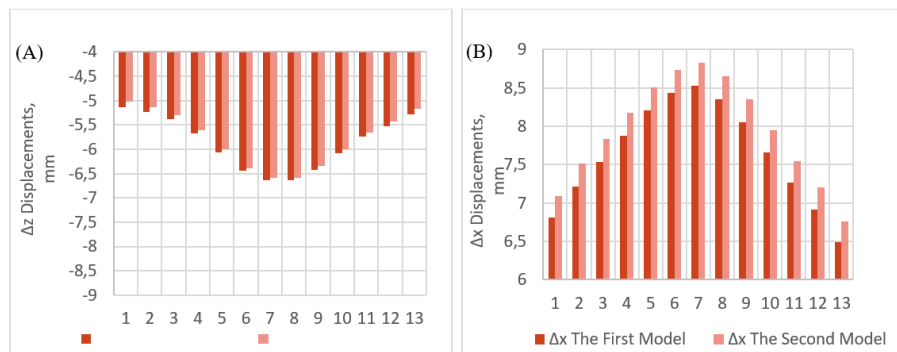 (A)
-4
-4,5
-5
-5,5
-6
-6,5
-7
-7,5
-8
-8,5
-9
Δz Displacements,
mm
1 2 3 4 5 6 7 8 9 10 11 12 13
(B)
9
8,5
8
7,5
7
6,5
6
Δx Displacements,
mm
1 2 3 4 5 6 7 8 9 10 11 12 13
Δx The First Model Δx The Second Model